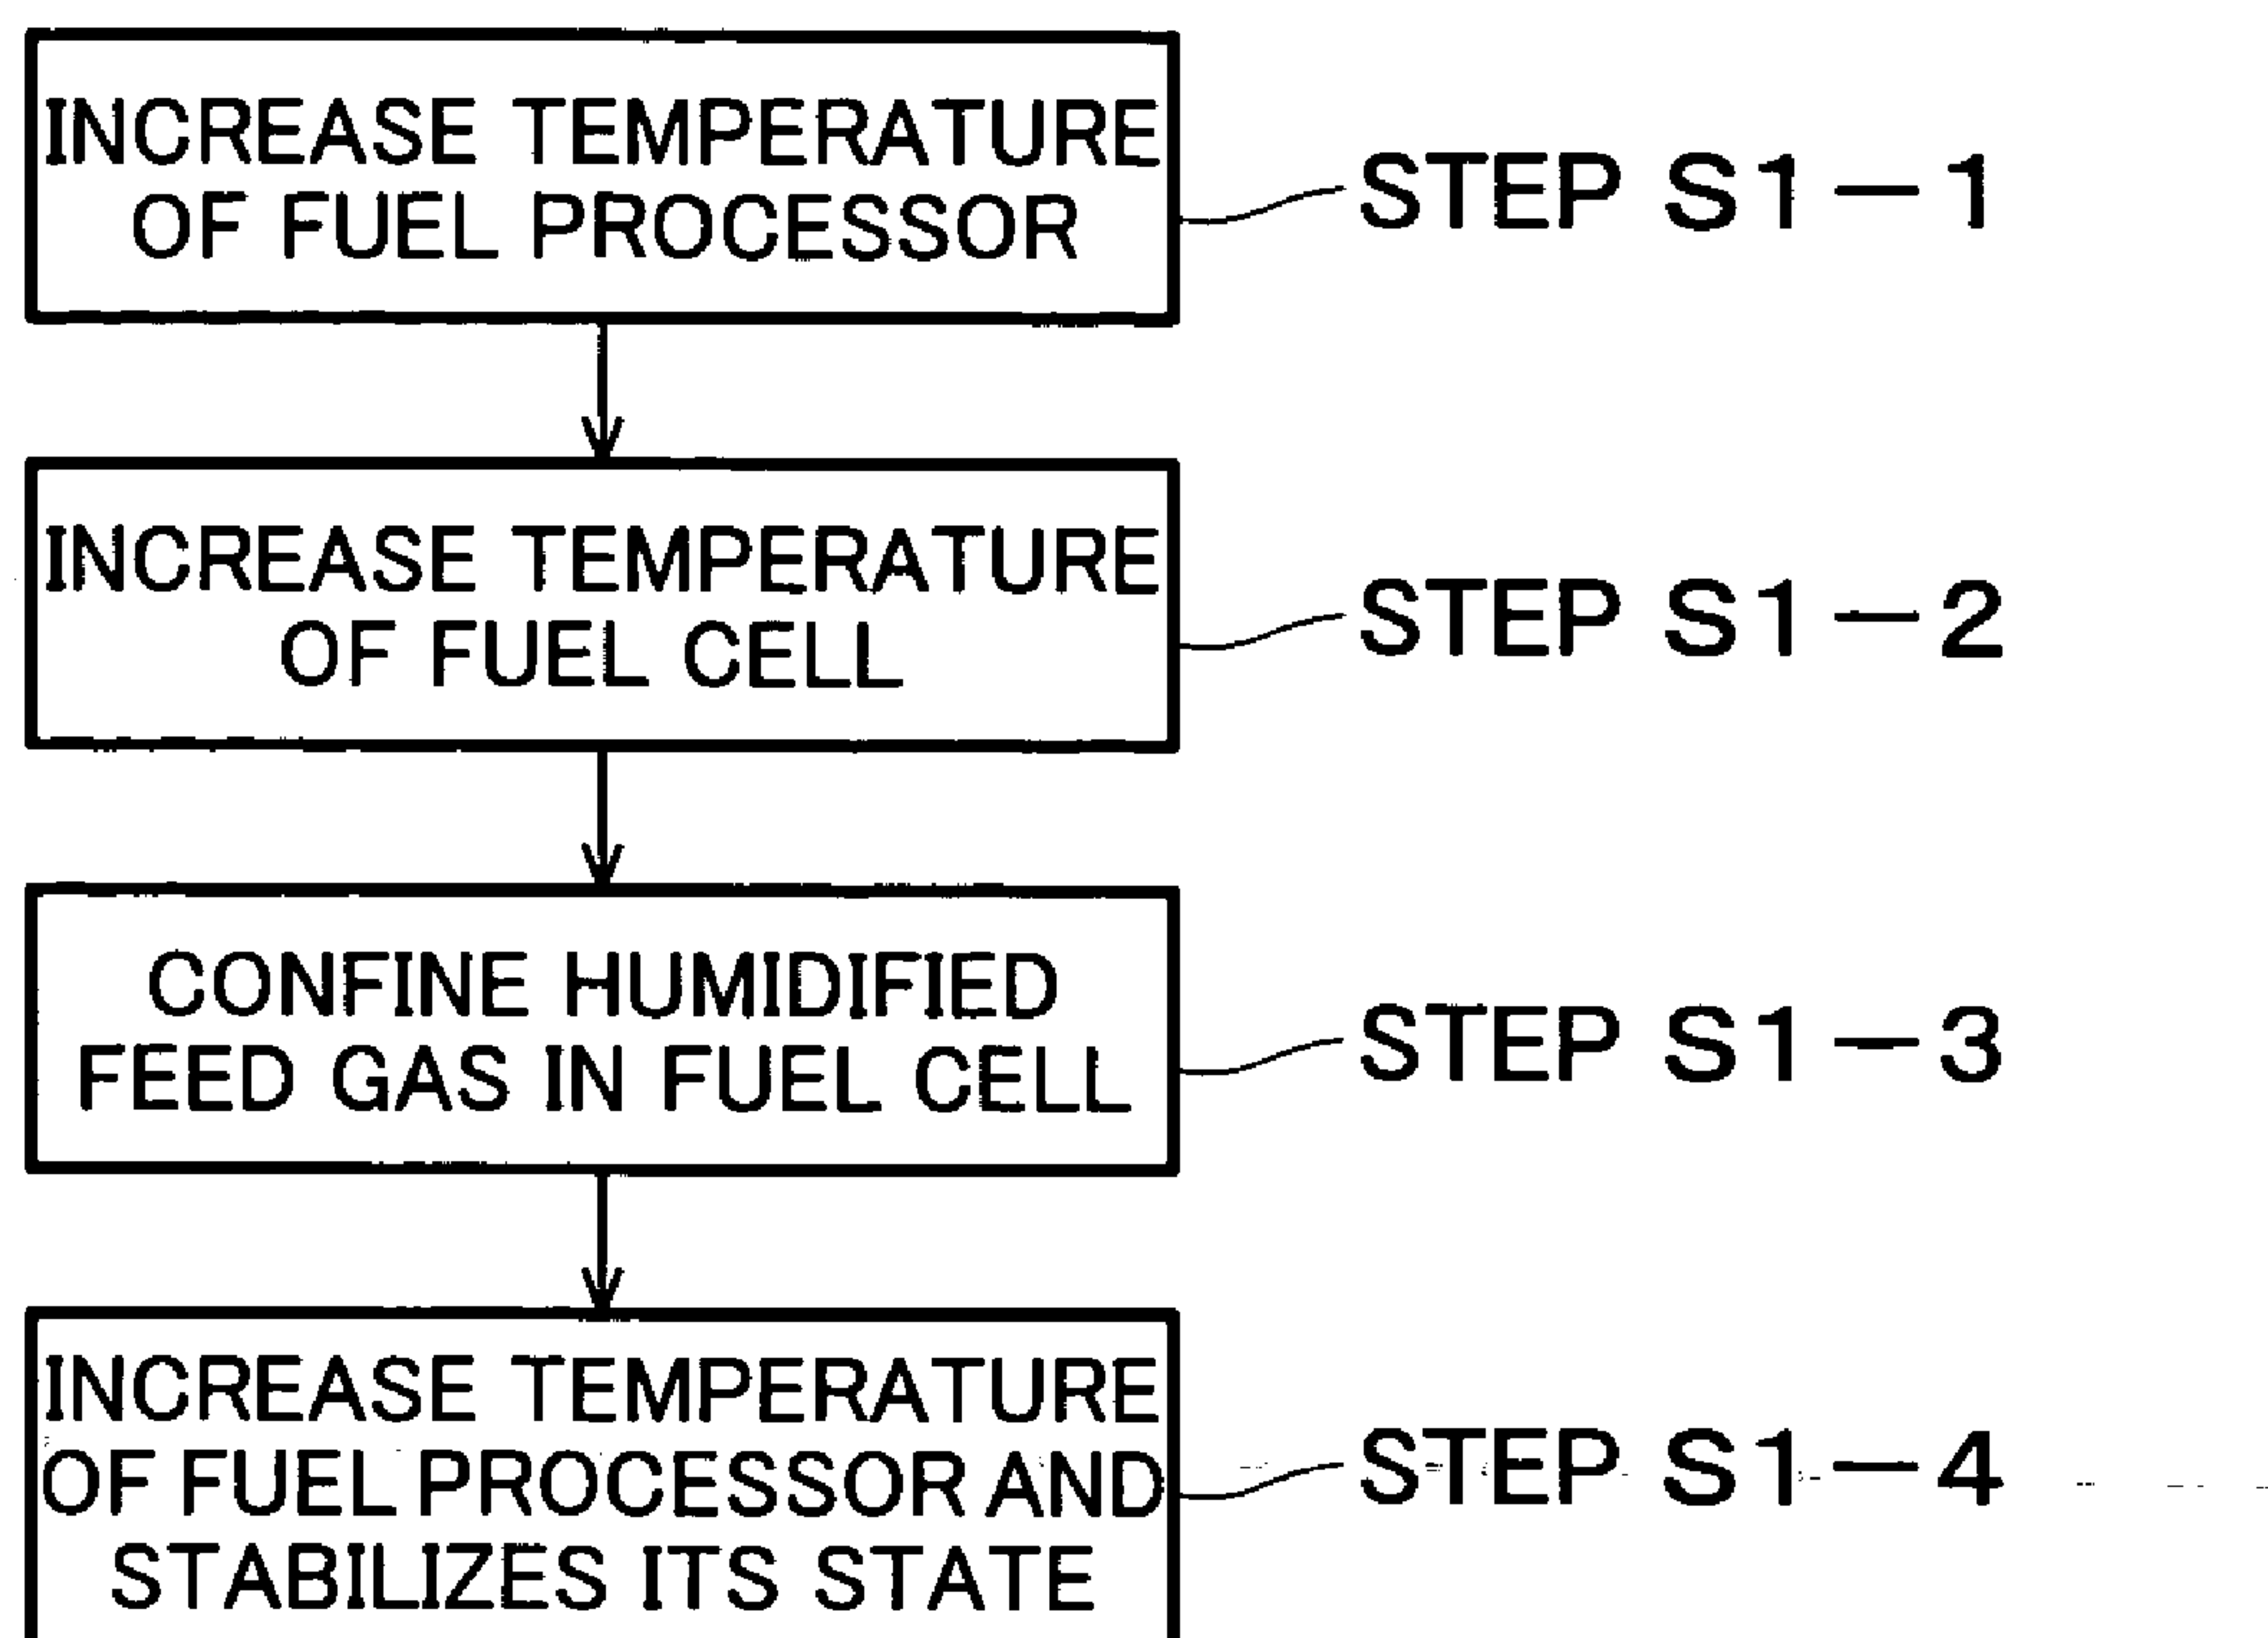 INCREASE TEMPERATURE
OF FUEL PROCESSOR
STEP S1-1
INCREASE TEMPERATURE
OF FUEL CELL
STEP S1-2
CONFINE HUMIDIFIED
FEED GAS IN FUEL CELL
STEP S1-3
INCREASE TEMPERATURE
OF FUEL PROCESSOR AND
STABILIZES ITS STATE
STEP S1-4